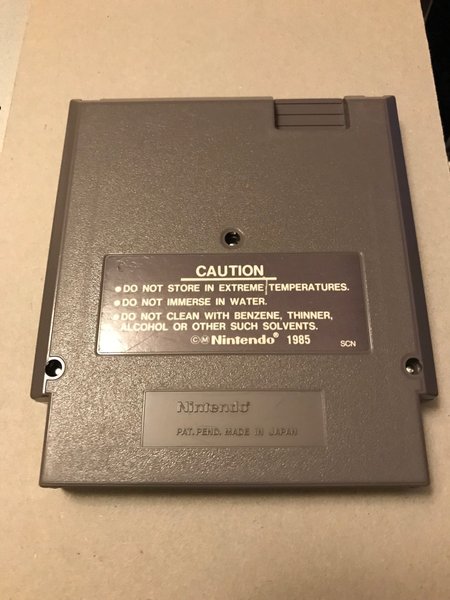 CAUTION
●DO NOT STORE IN EXTREME TEMPERATURES.
●DO NOT IMMERSE IN WATER.
●DO NOT CLEAN WITH BENZENE, THINNER,
ALCOHOL OR OTHER SUCH SOLVENTS.
©Ⓜ Nintendo® 1985 SCN
Nintendo®
PAT. PEND. MADE IN JAPAN